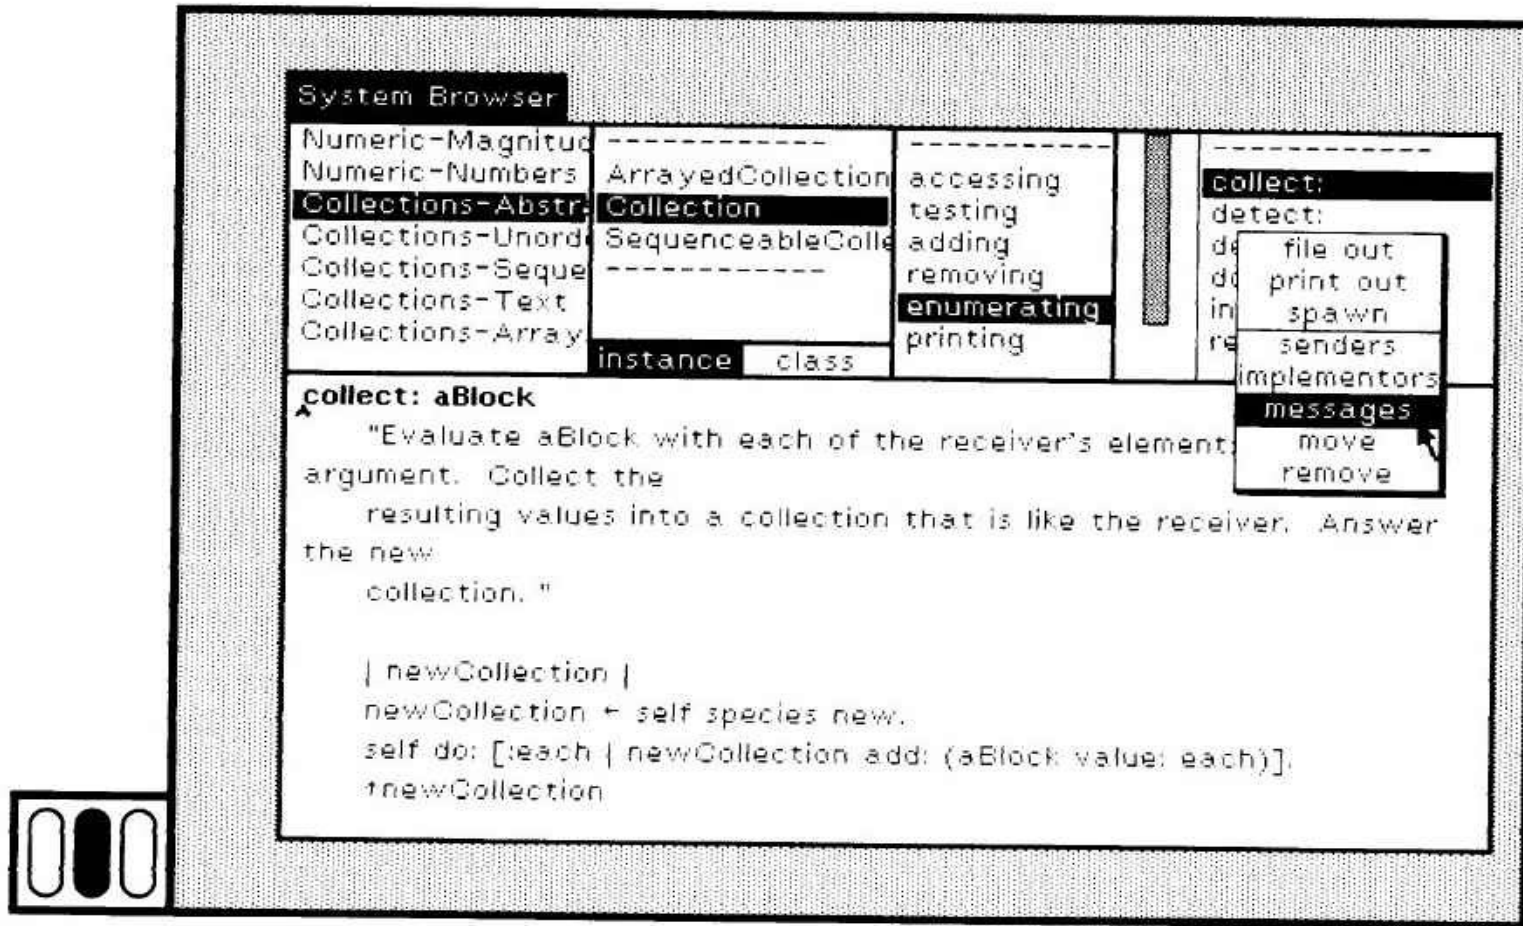 System Browser
Numeric-Magnitud
Numeric-Numbers
Collections-Abstr
Collections-Unord
Collections-Seque
Collections-Text
Collections-Array
------------
ArrayedCollection
Collection
SequenceableColle
------------
instance class
-----------
accessing
testing
adding
removing
enumerating
printing
------------
collect:
detect:
de
do
in
re
file out
print out
spawn
senders
implementors
messages
move
remove
collect: aBlock
"Evaluate aBlock with each of the receiver's element
argument. Collect the
resulting values into a collection that is like the receiver. Answer
the new
collection. "
| newCollection |
newCollection ← self species new.
self do: [:each | newCollection add: (aBlock value: each)].
↑newCollection